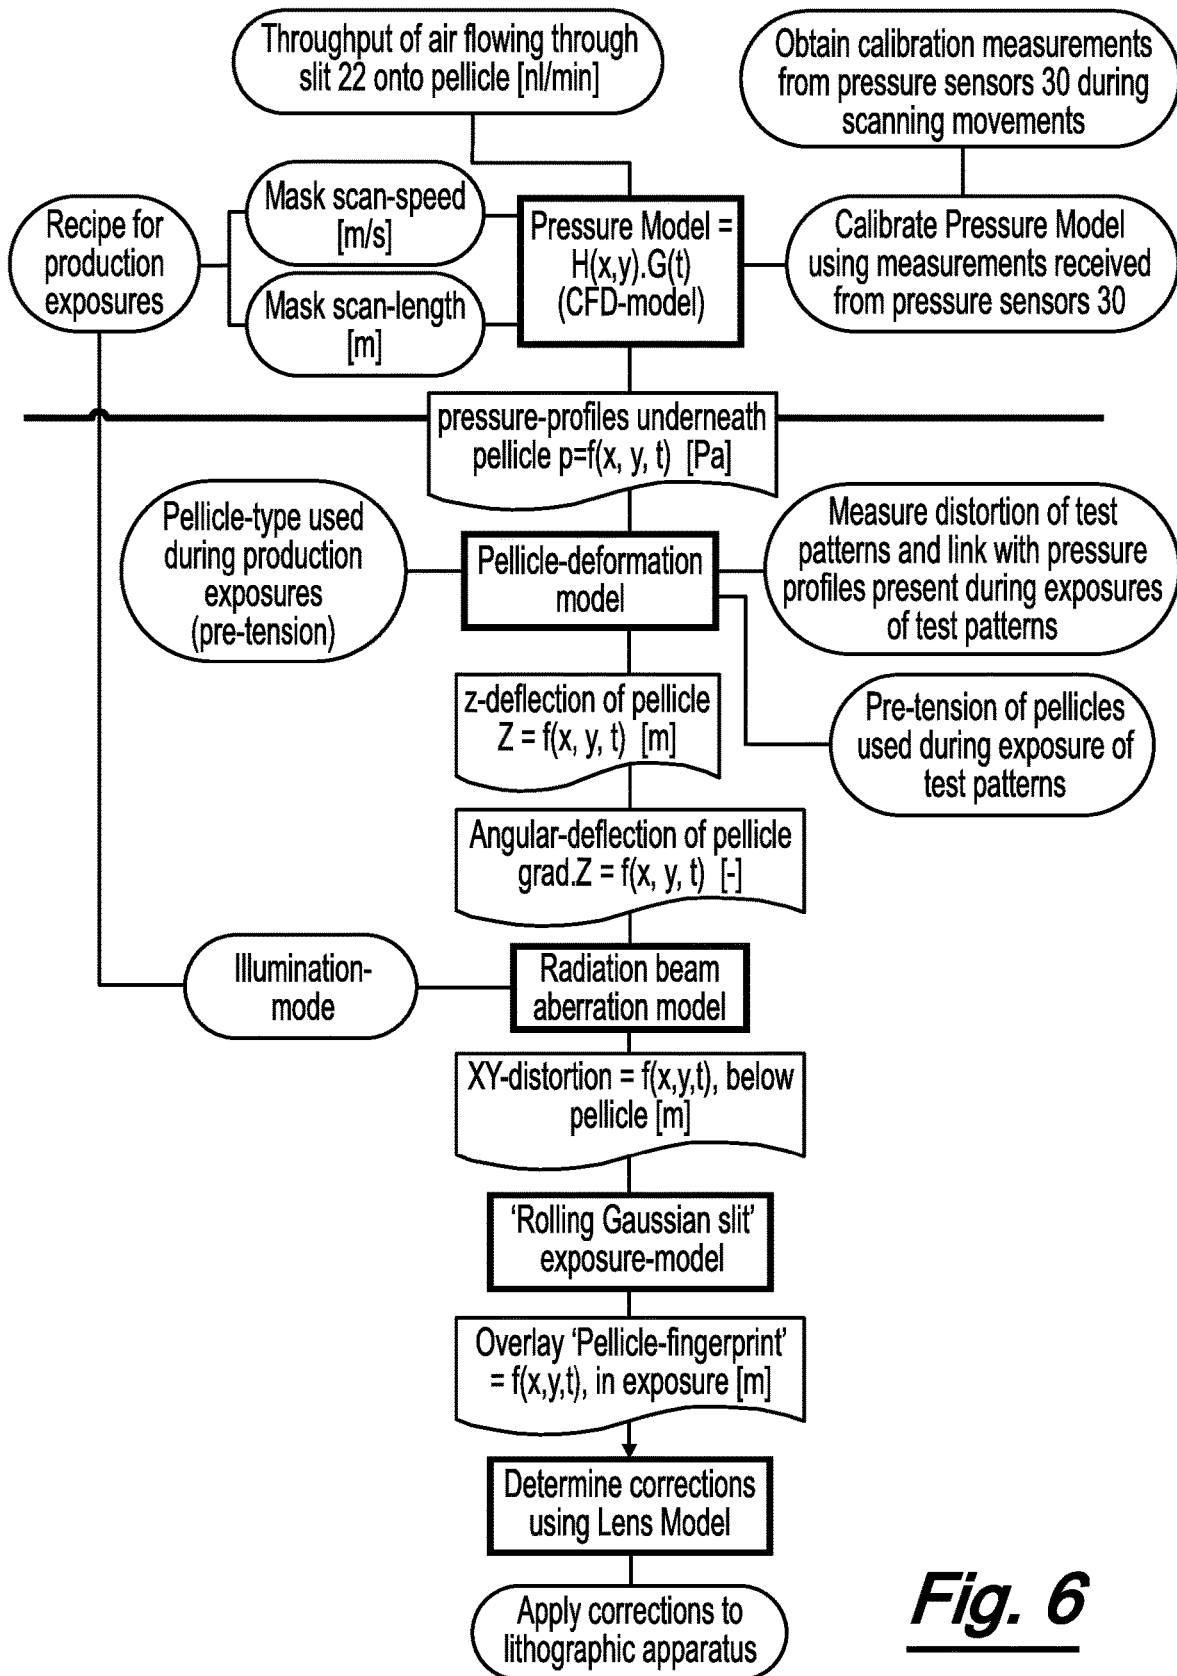 Throughput of air flowing through
slit 22 onto pellicle [nl/min]
Obtain calibration measurements
from pressure sensors 30 during
scanning movements
Recipe for
production
exposures
Mask scan-speed
[m/s]
Mask scan-length
[m]
Pressure Model =
H(x,y).G(t)
(CFD-model)
Calibrate Pressure Model
using measurements received
from pressure sensors 30
pressure-profiles underneath
pellicle p=f(x, y, t) [Pa]
Pellicle-type used
during production
exposures
(pre-tension)
Pellicle-deformation
model
Measure distortion of test
patterns and link with pressure
profiles present during exposures
of test patterns
z-deflection of pellicle
Z = f(x, y, t) [m]
Pre-tension of pellicles
used during exposure of
test patterns
Angular-deflection of pellicle
grad.Z = f(x, y, t) [-]
Illumination-
mode
Radiation beam
aberration model
XY-distortion = f(x,y,t), below
pellicle [m]
‘Rolling Gaussian slit’
exposure-model
Overlay ‘Pellicle-fingerprint’
= f(x,y,t), in exposure [m]
Determine corrections
using Lens Model
Apply corrections to
lithographic apparatus
Fig. 6